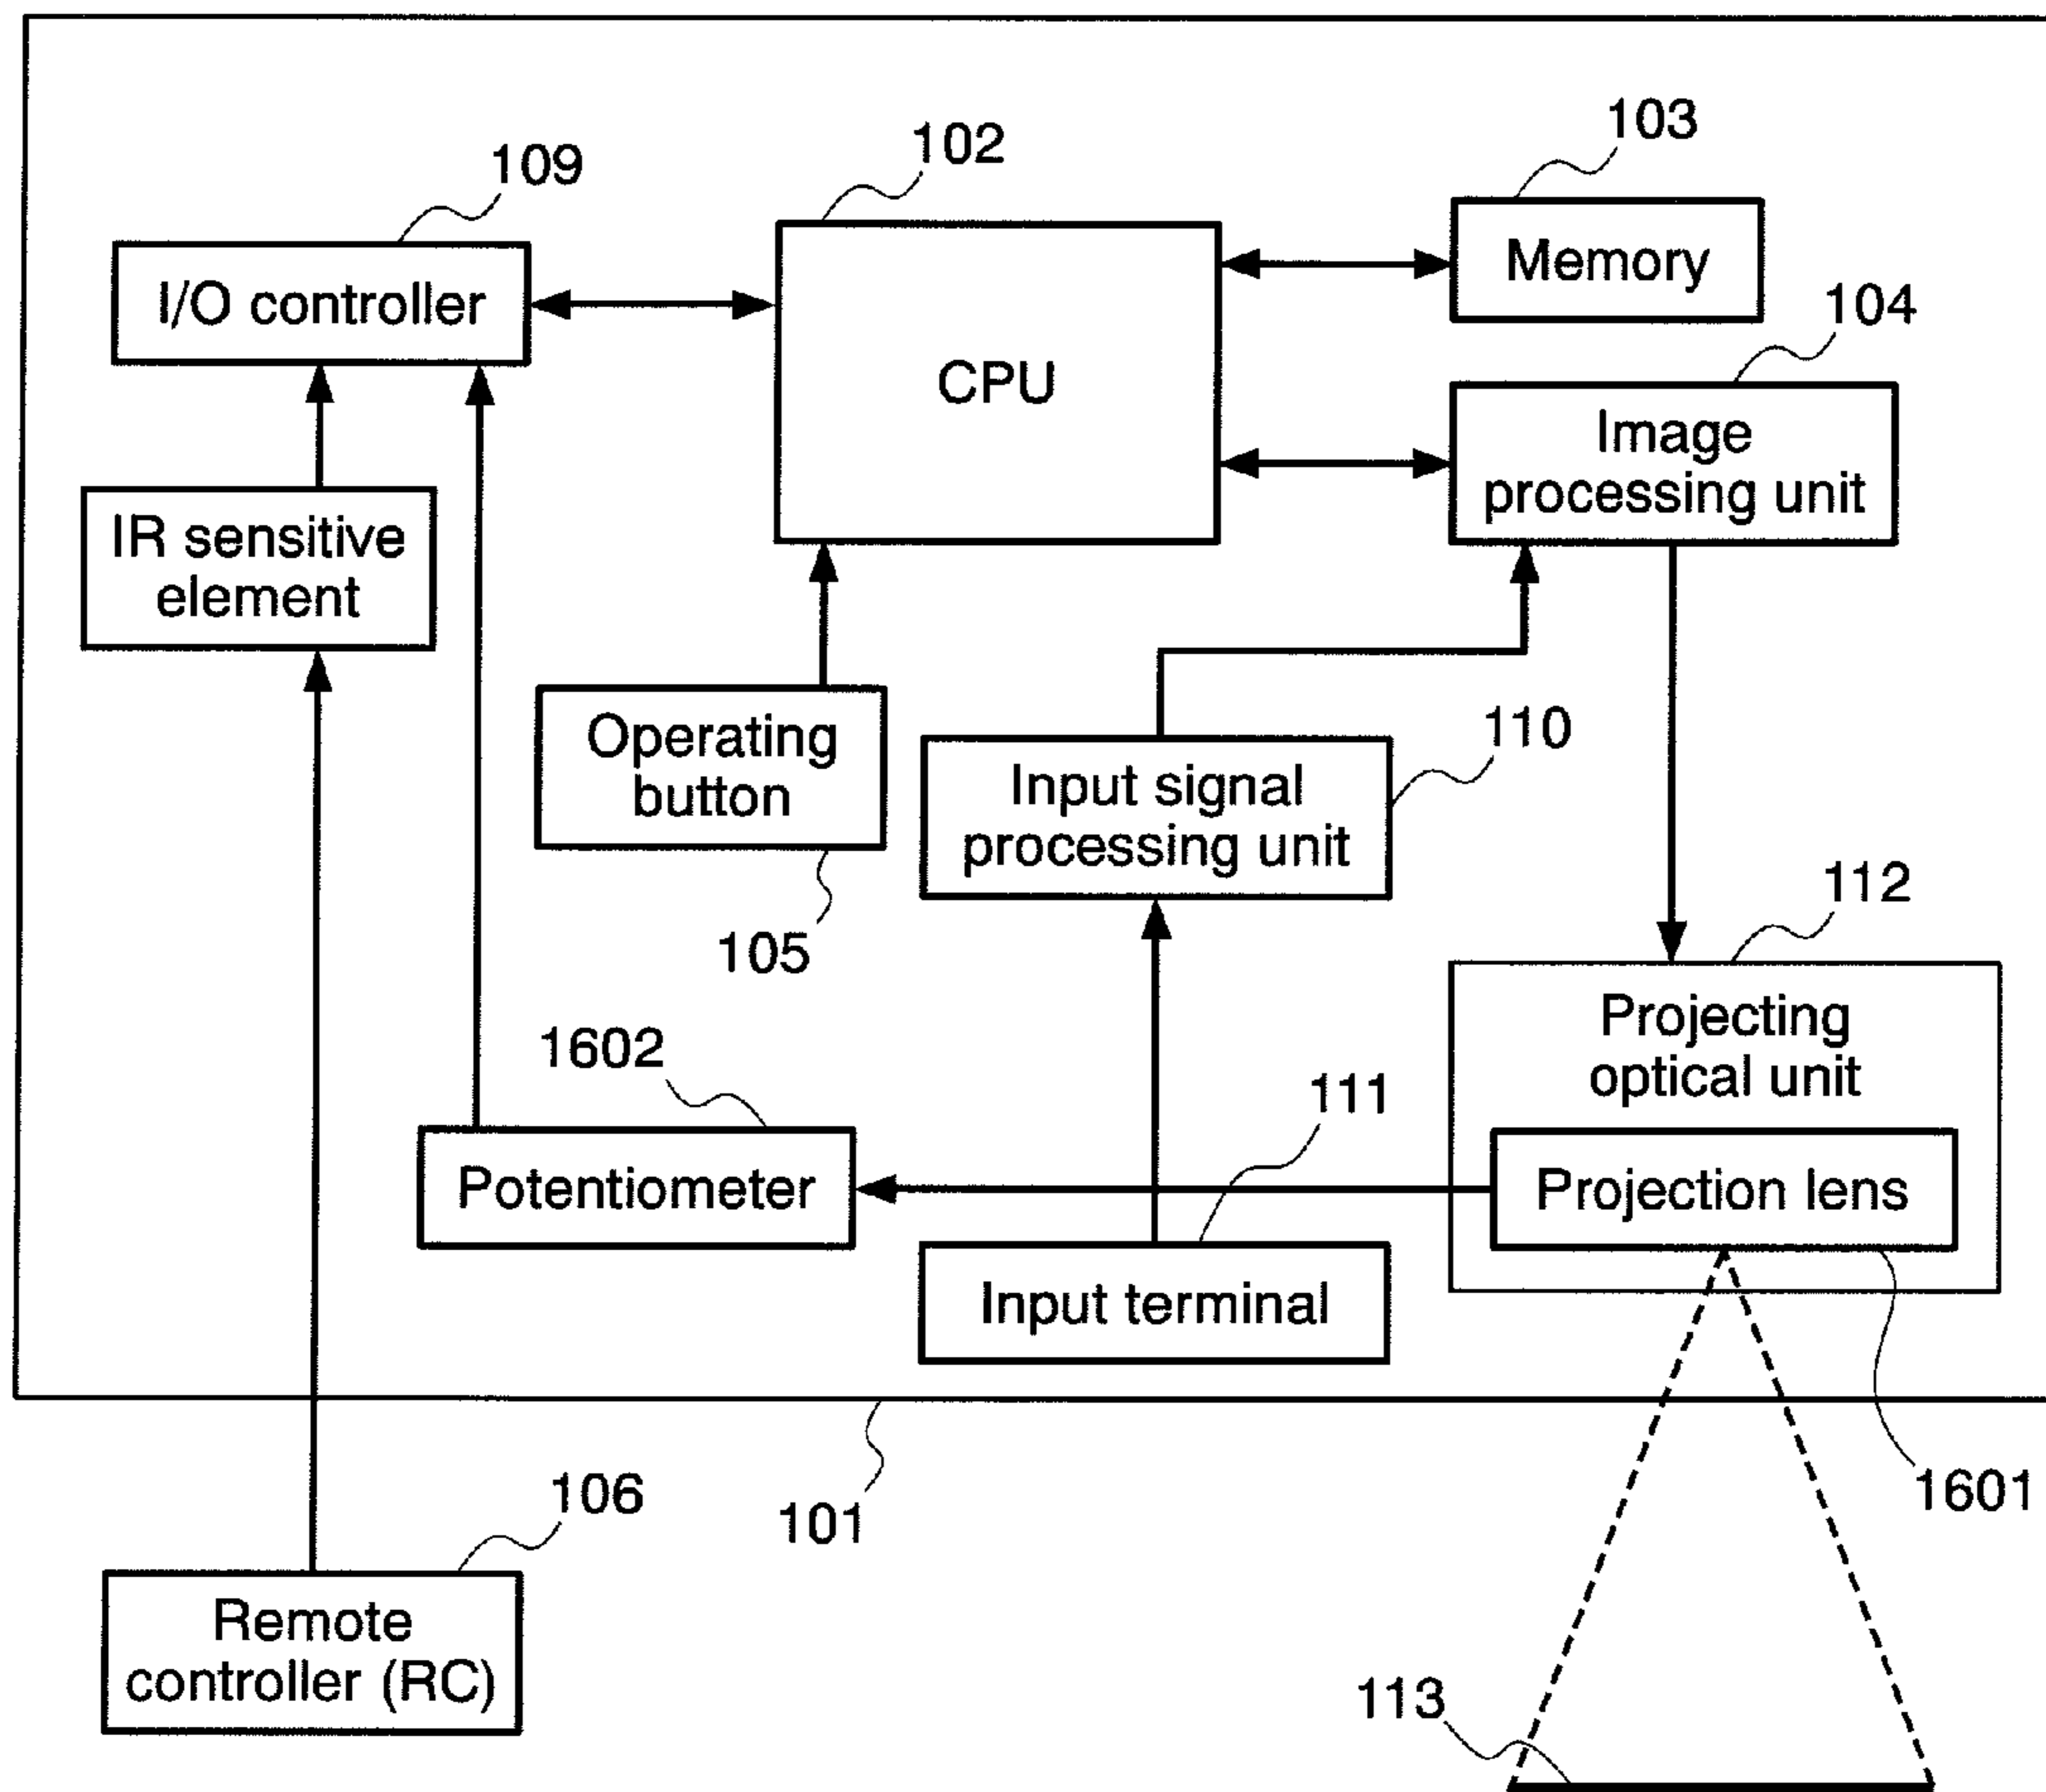 103
102
109
Memory
I/O controller
104
CPU
Image
processing unit
IR sensitive
element
Operating
button
110
Input signal
processing unit
105
112
Projecting
optical unit
1602
111
Potentiometer
Projection lens
Input terminal
106
101
1601
Remote
controller (RC)
113